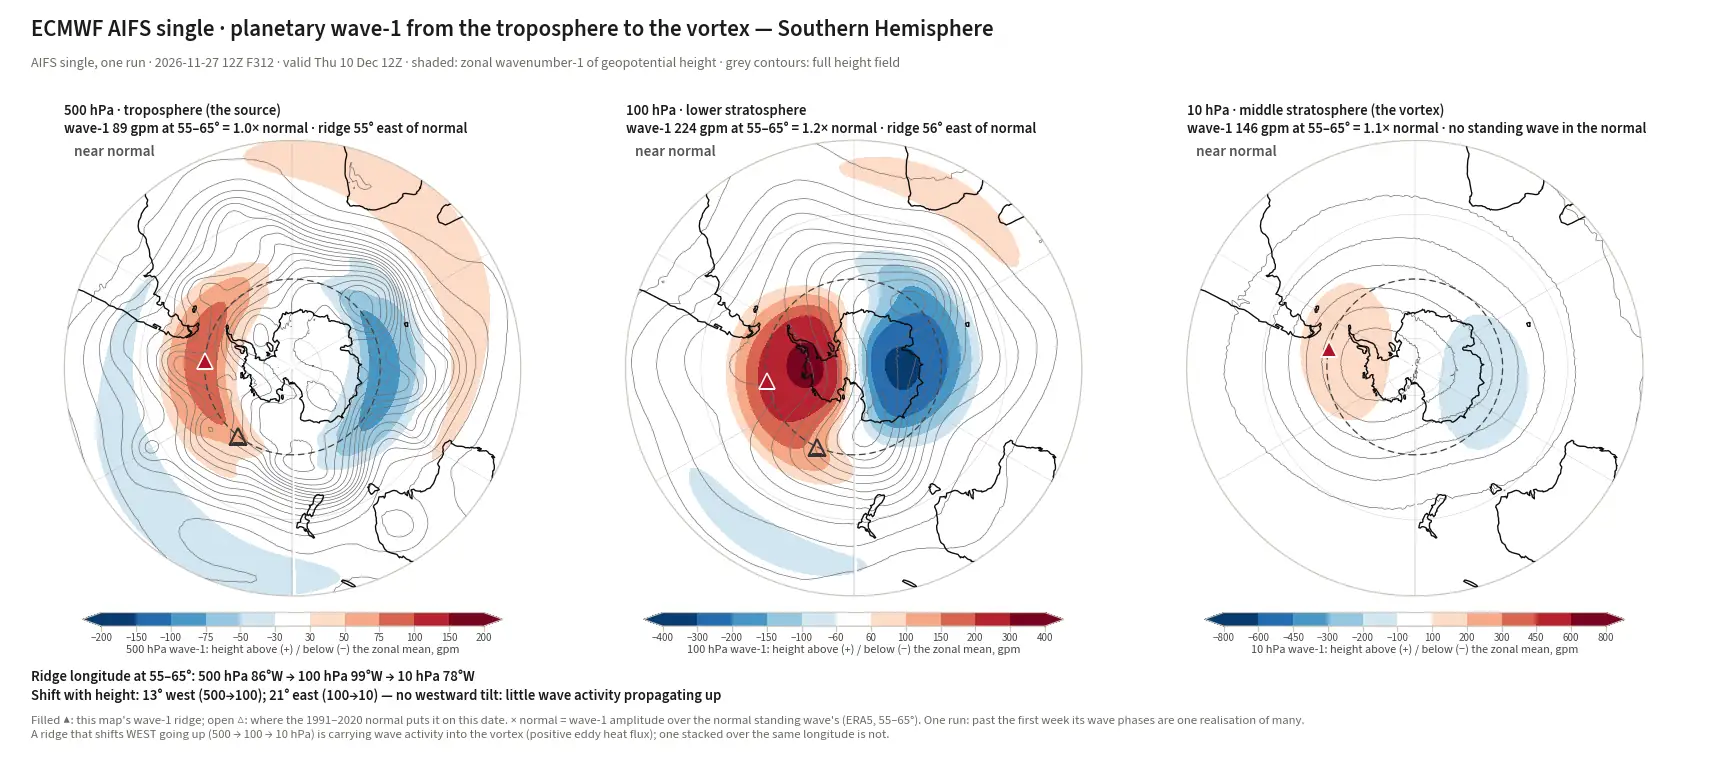 ECMWF AIFS single · planetary wave-1 from the troposphere to the vortex — Southern Hemisphere
AIFS single, one run · 2026-11-27 12Z F312 · valid Thu 10 Dec 12Z · shaded: zonal wavenumber-1 of geopotential height · grey contours: full height field
500 hPa · troposphere (the source)
wave-1 89 gpm at 55–65° = 1.0× normal · ridge 55° east of normal
near normal
100 hPa · lower stratosphere
wave-1 224 gpm at 55–65° = 1.2× normal · ridge 56° east of normal
near normal
10 hPa · middle stratosphere (the vortex)
wave-1 146 gpm at 55–65° = 1.1× normal · no standing wave in the normal
near normal
−200 −150 −100 −75 −50 −30 30 50 75 100 150 200
500 hPa wave-1: height above (+) / below (−) the zonal mean, gpm
−400 −300 −200 −150 −100 −60 60 100 150 200 300 400
100 hPa wave-1: height above (+) / below (−) the zonal mean, gpm
−800 −600 −450 −300 −200 −100 100 200 300 450 600 800
10 hPa wave-1: height above (+) / below (−) the zonal mean, gpm
Ridge longitude at 55–65°: 500 hPa 86°W → 100 hPa 99°W → 10 hPa 78°W
Shift with height: 13° west (500→100); 21° east (100→10) — no westward tilt: little wave activity propagating up
Filled ▲: this map's wave-1 ridge; open △: where the 1991–2020 normal puts it on this date. × normal = wave-1 amplitude over the normal standing wave's (ERA5, 55–65°). One run: past the first week its wave phases are one realisation of many.
A ridge that shifts WEST going up (500 → 100 → 10 hPa) is carrying wave activity into the vortex (positive eddy heat flux); one stacked over the same longitude is not.